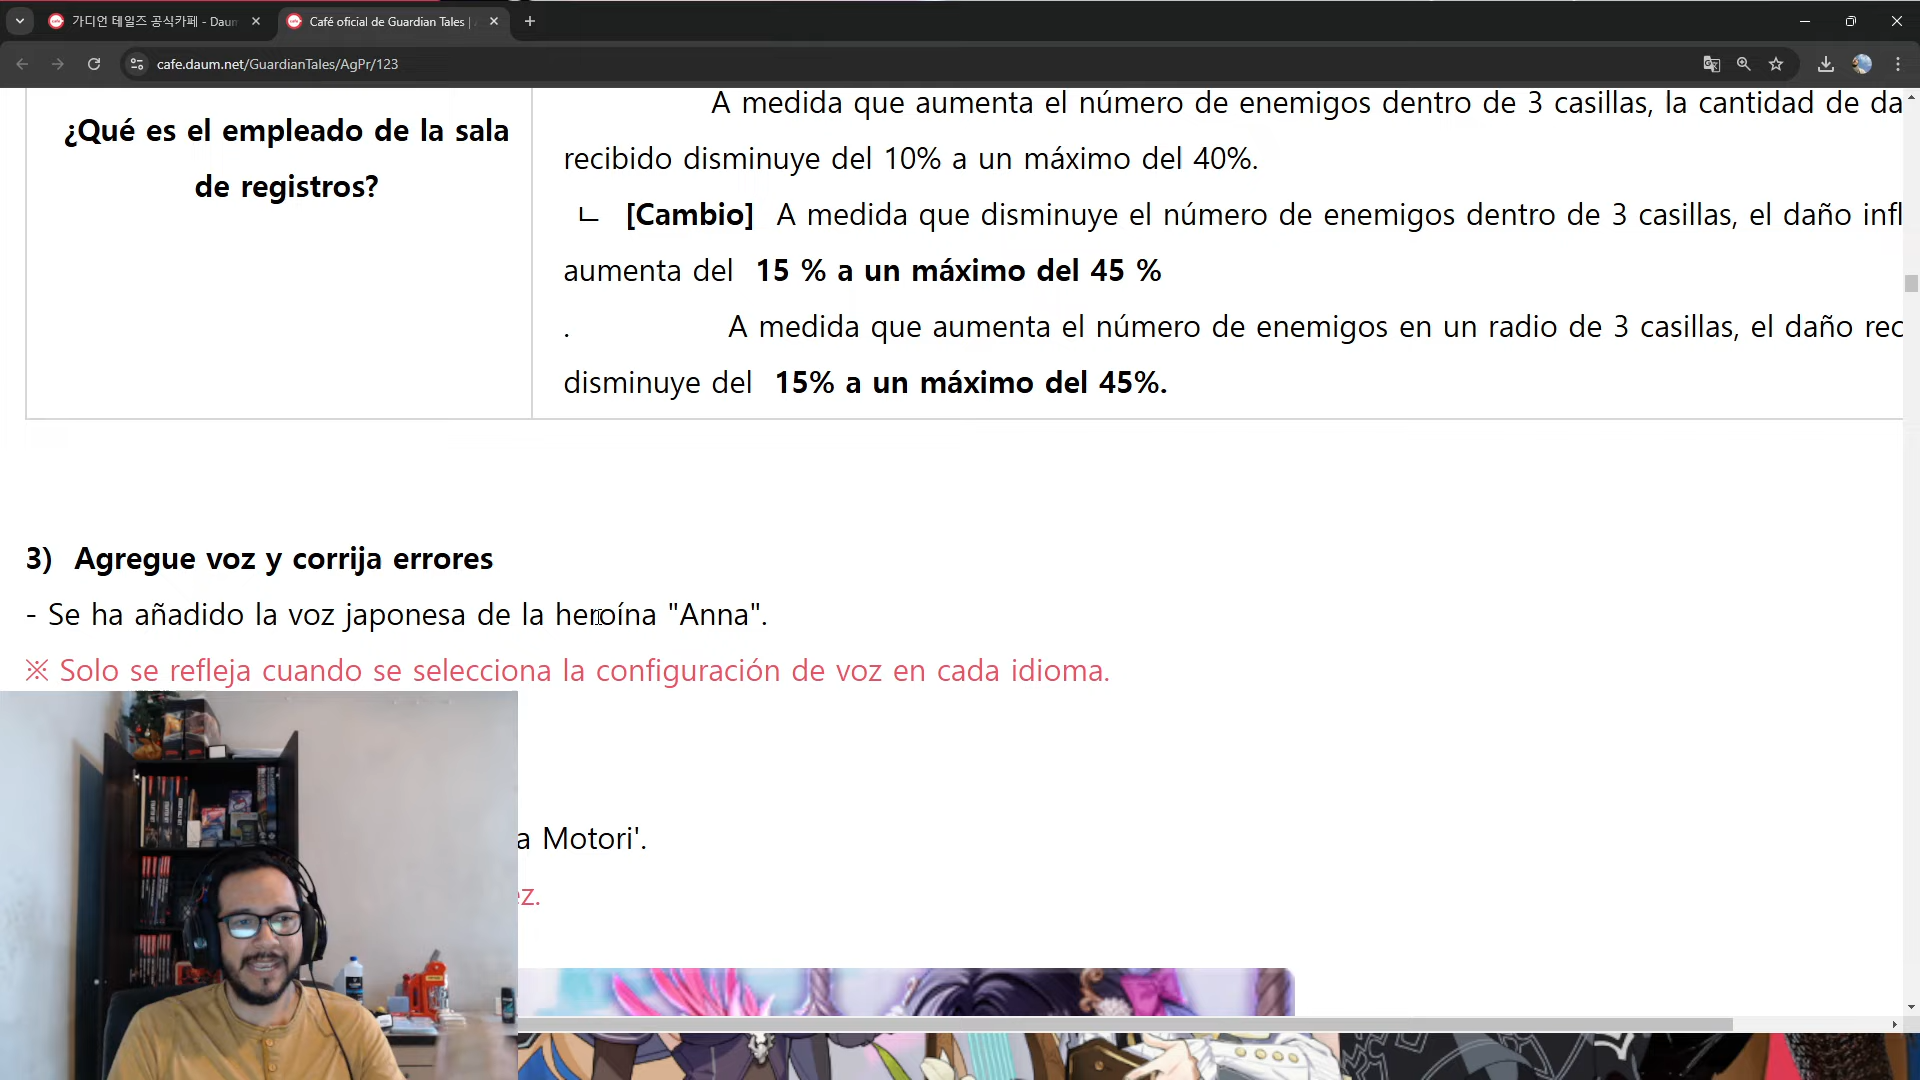 가디언 테일즈 공식카페 - Daum
Café oficial de Guardian Tales |
cafe.daum.net/GuardianTales/AgPr/123
¿Qué es el empleado de la sala
de registros?
A medida que aumenta el número de enemigos dentro de 3 casillas, la cantidad de da
recibido disminuye del 10% a un máximo del 40%.
ㄴ [Cambio] A medida que disminuye el número de enemigos dentro de 3 casillas, el daño infl
aumenta del 15 % a un máximo del 45 %
. A medida que aumenta el número de enemigos en un radio de 3 casillas, el daño rec
disminuye del 15% a un máximo del 45%.
3) Agregue voz y corrija errores
- Se ha añadido la voz japonesa de la heroína "Anna".
※ Solo se refleja cuando se selecciona la configuración de voz en cada idioma.
a Motori'.
ez.